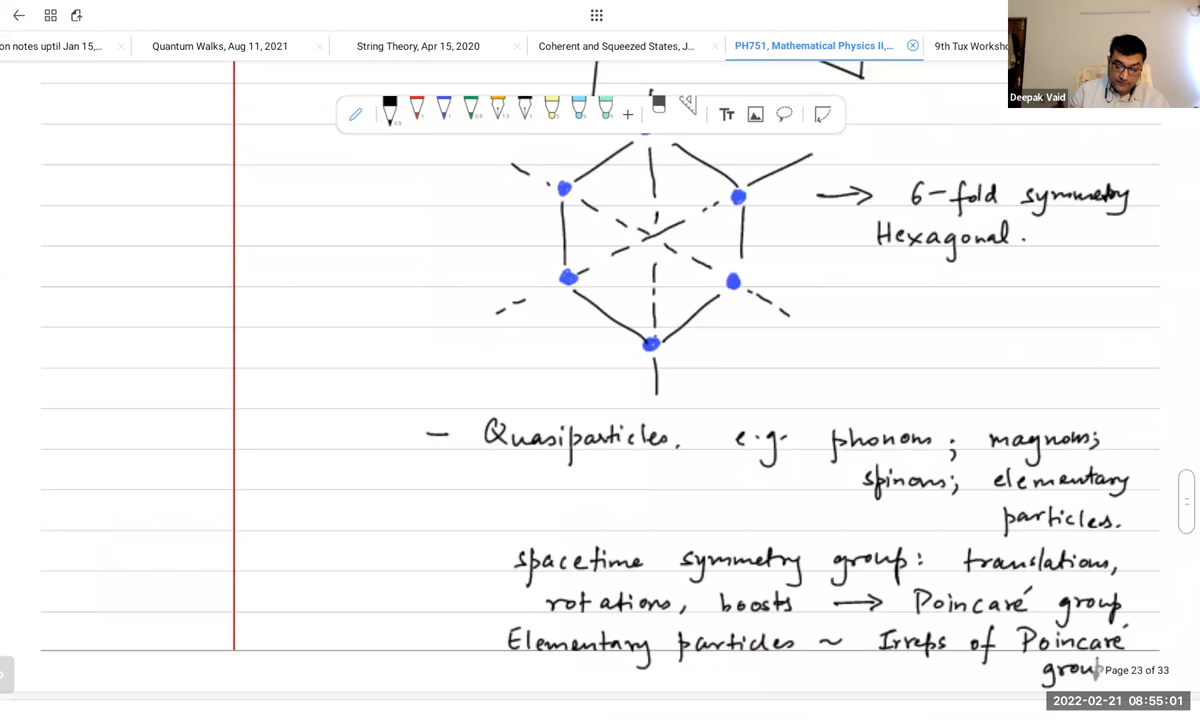 on notes uptil Jan 15,...
Quantum Walks, Aug 11, 2021
String Theory, Apr 15, 2020
Coherent and Squeezed States, J...
PH751, Mathematical Physics II,...
9th Tux Worksho
Deepak Vaid
Tt
→ 6-fold symmetry
Hexagonal.
- Quasiparticles. e.g. phonons; magnons;
spinons; elementary
particles.
spacetime symmetry group: translations,
rotations, boosts → Poincaré group
Elementary particles ~ Irreps of Poincaré
group
Page 23 of 33
2022-02-21 08:55:01